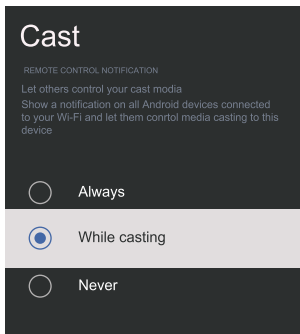 Cast
REMOTE CONTROL NOTIFICATION
Let others control your cast modia
Show a notification on all Android devices connected
to your Wi-Fi and let them conrtol media casting to this
device
Always
While casting
Never